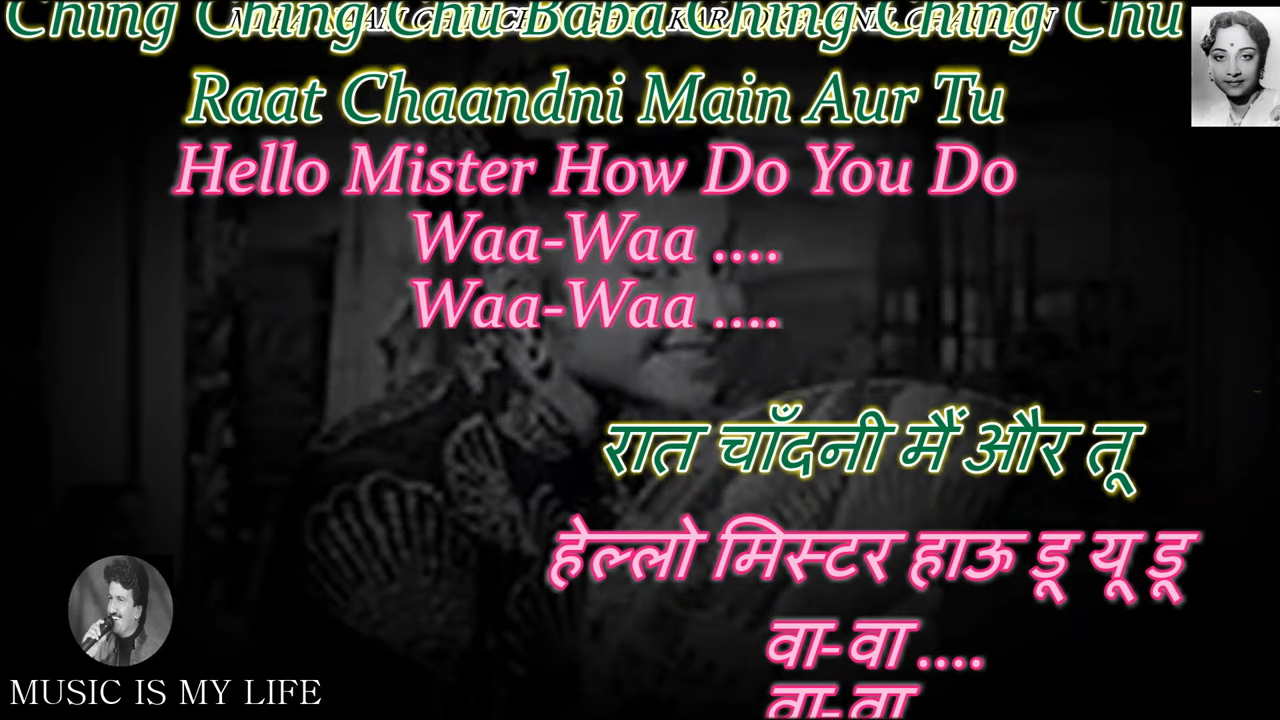 Ching Ching Chu Baba Ching Ching Chu
Raat Chaandni Main Aur Tu
Hello Mister How Do You Do
Waa-Waa ....
Waa-Waa ....
रात चाँदनी मैं और तू
हेल्लो मिस्टर हाऊ डू यू डू
वा-वा ....
वा-वा
MUSIC IS MY LIFE